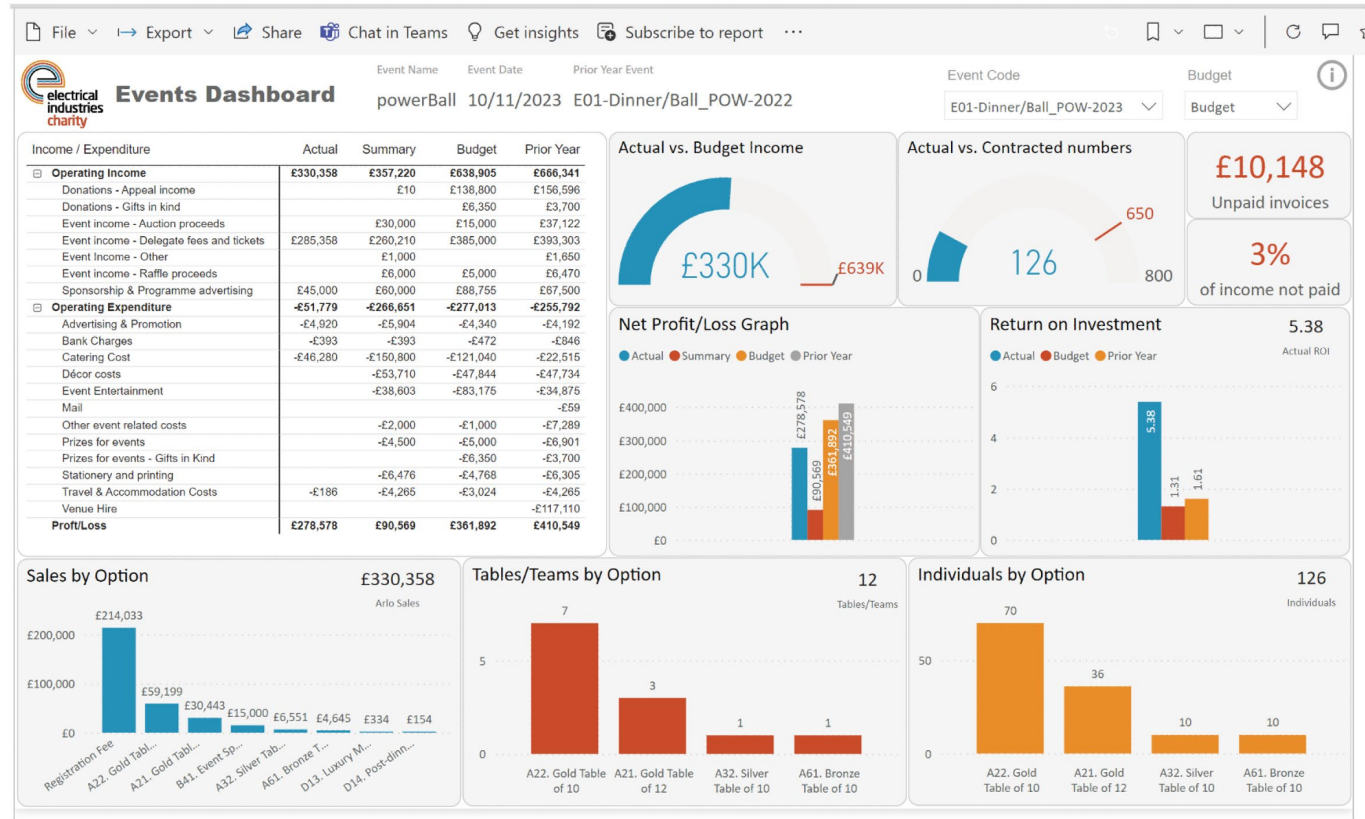 File Export Share Chat in Teams Get insights Subscribe to report ...
electrical
industries
charity
Events Dashboard
Event Name Event Date Prior Year Event
powerBall 10/11/2023 E01-Dinner/Ball_POW-2022
Event Code Budget
E01-Dinner/Ball_POW-2023 Budget
Income / Expenditure Actual Summary Budget Prior Year
Operating Income £330,358 £357,220 £638,905 £666,341
Donations - Appeal income £10 £138,800 £156,596
Donations - Gifts in kind £6,350 £3,700
Event income - Auction proceeds £30,000 £15,000 £37,122
Event income - Delegate fees and tickets £285,358 £260,210 £385,000 £393,303
Event Income - Other £1,000 £1,650
Event income - Raffle proceeds £6,000 £5,000 £6,470
Sponsorship & Programme advertising £45,000 £60,000 £88,755 £67,500
Operating Expenditure -£51,779 -£266,651 -£277,013 -£255,792
Advertising & Promotion -£4,920 -£5,904 -£4,340 -£4,192
Bank Charges -£393 -£393 -£472 -£846
Catering Cost -£46,280 -£150,800 -£121,040 -£22,515
Décor costs -£53,710 -£47,844 -£47,734
Event Entertainment -£38,603 -£83,175 -£34,875
Mail -£59
Other event related costs -£2,000 -£1,000 -£7,289
Prizes for events -£4,500 -£5,000 -£6,901
Prizes for events - Gifts in Kind -£6,350 -£3,700
Stationery and printing -£6,476 -£4,768 -£6,305
Travel & Accommodation Costs -£186 -£4,265 -£3,024 -£4,265
Venue Hire -£117,110
Proft/Loss £278,578 £90,569 £361,892 £410,549
Actual vs. Budget Income
£330K
£639K
Actual vs. Contracted numbers
650
0 126 800
£10,148
Unpaid invoices
3%
of income not paid
Net Profit/Loss Graph
Actual Summary Budget Prior Year
£400,000
£300,000
£200,000
£100,000
£0
£278,578
£90,569
£361,892
£410,549
Return on Investment 5.38
Actual Budget Prior Year Actual ROI
6
4
2
0
5.38
1.31
1.61
Sales by Option £330,358
Arlo Sales
£200,000
£100,000
£0
£214,033
£59,199
£30,443
£15,000
£6,551
£4,645
£334
£154
Registration Fee
A22. Gold Tabl...
A21. Gold Tabl...
B41. Event Sp...
A32. Silver Tab...
A61. Bronze T...
D13. Luxury M...
D14. Post-dinn...
Tables/Teams by Option 12
Tables/Teams
5
0
7 3 1 1
A22. Gold Table A21. Gold Table A32. Silver A61. Bronze
of 10 of 12 Table of 10 Table of 10
Individuals by Option 126
Individuals
50
0
70 36 10 10
A22. Gold A21. Gold A32. Silver A61. Bronze
Table of 10 Table of 12 Table of 10 Table of 10